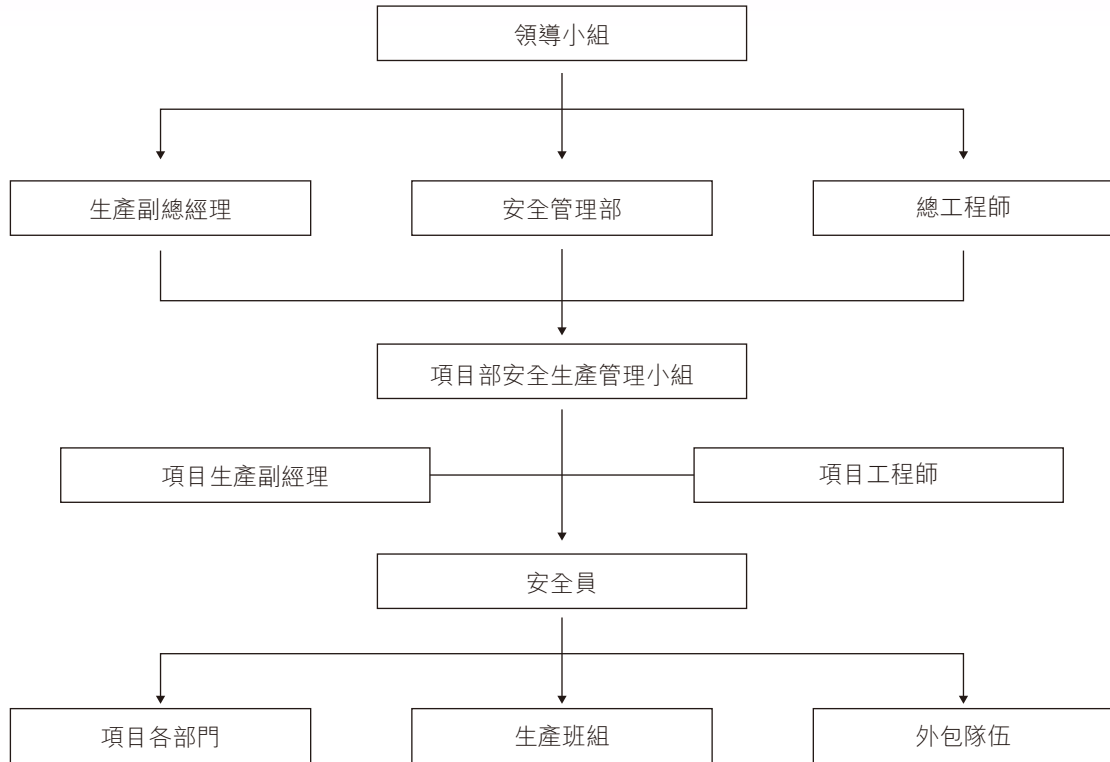 領導小組
生產副總經理
安全管理部
總工程師
項目部安全生產管理小組
項目生產副經理
項目工程師
安全員
項目各部門
生產班組
外包隊伍